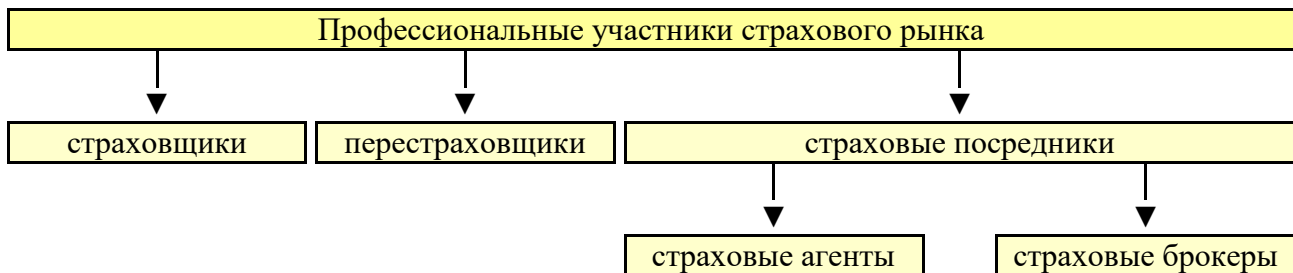 Профессиональные участники страхового рынка
страховщики
перестраховщики
страховые посредники
страховые агенты
страховые брокеры